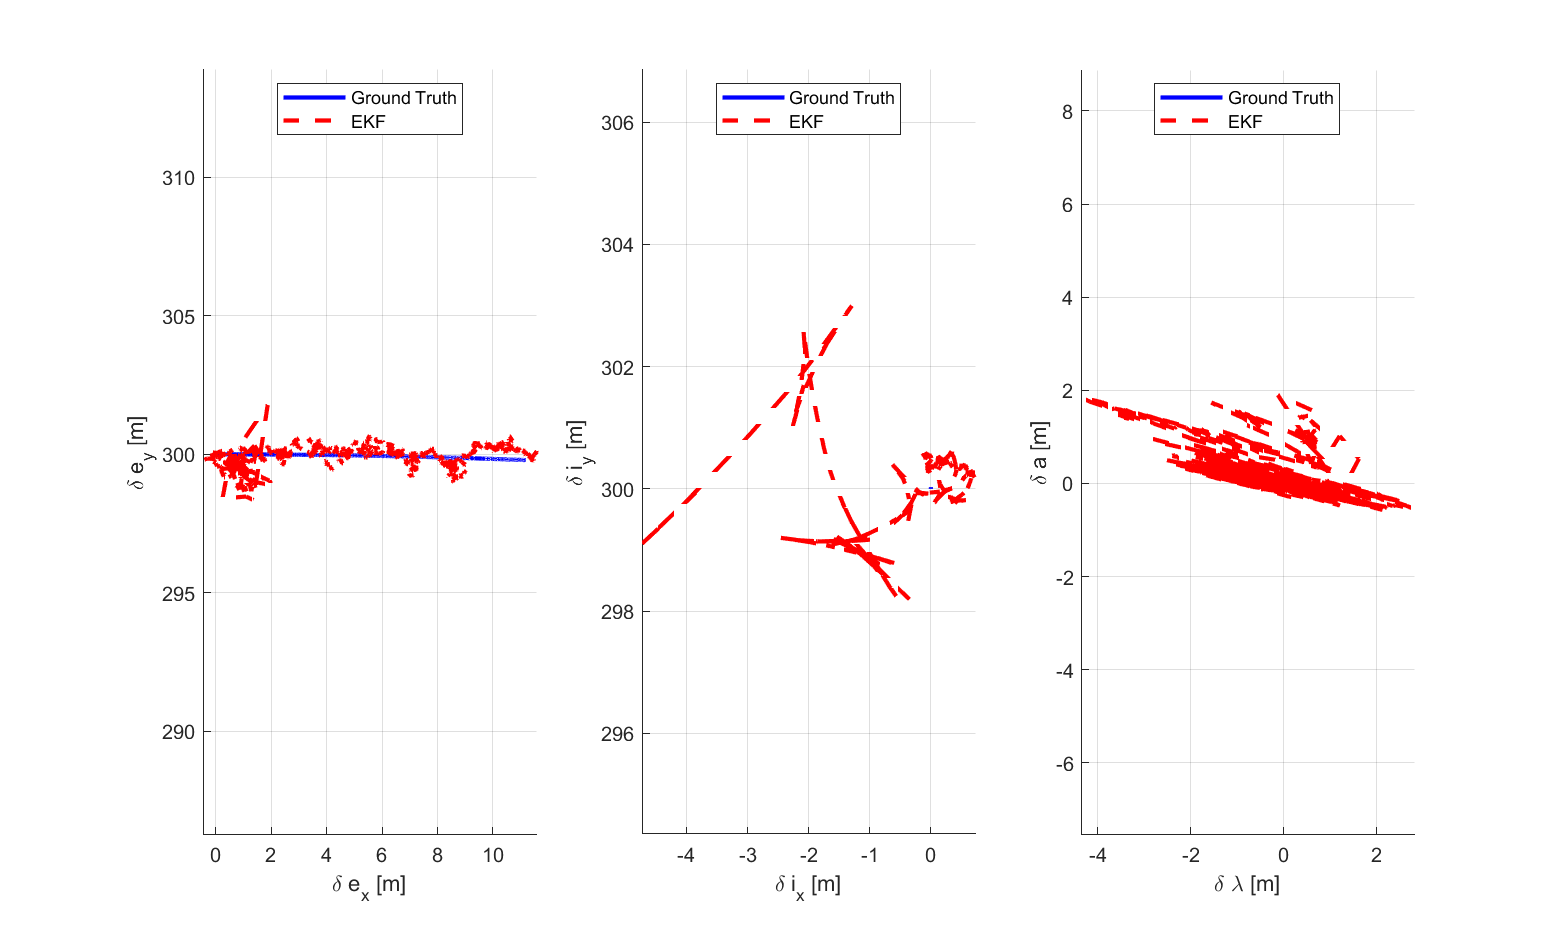 Ground Truth
EKF
310
305
300
295
290
δ e_y [m]
0 2 4 6 8 10
δ e_x [m]
Ground Truth
EKF
306
304
302
300
298
296
δ i_y [m]
-4 -3 -2 -1 0
δ i_x [m]
Ground Truth
EKF
8
6
4
2
0
-2
-4
-6
δ a [m]
-4 -2 0 2
δ λ [m]